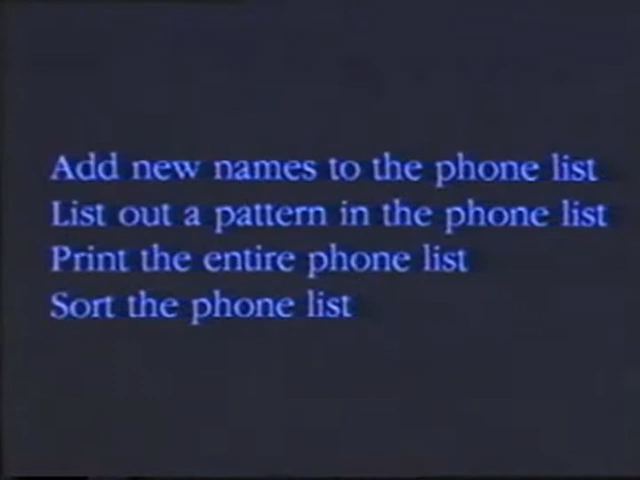 Add new names to the phone list
List out a pattern in the phone list
Print the entire phone list
Sort the phone list